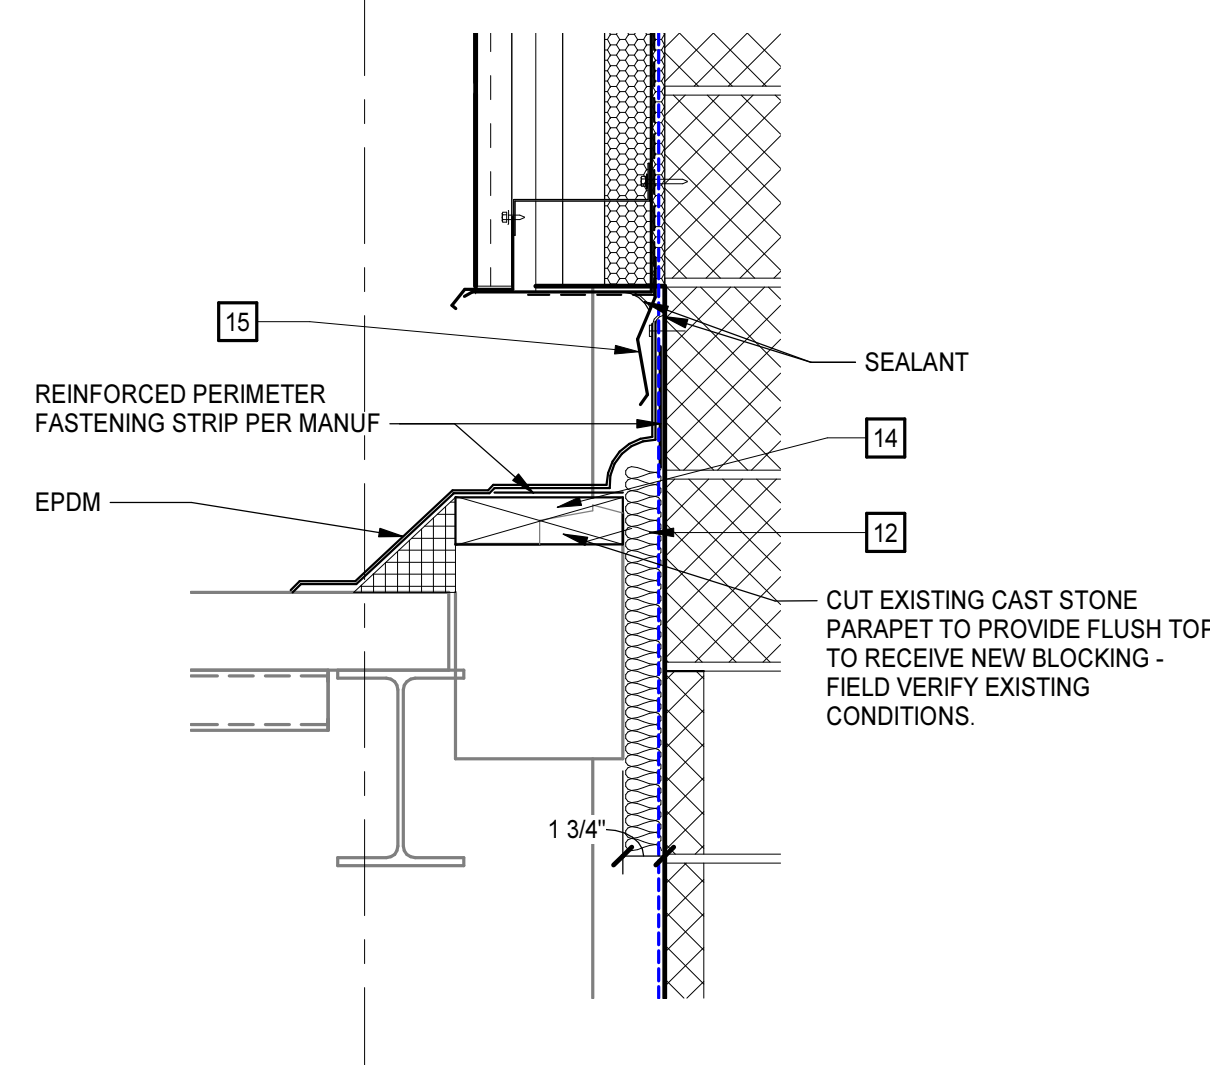 15
SEALANT
REINFORCED PERIMETER
FASTENING STRIP PER MANUF
14
EPDM
12
CUT EXISTING CAST STONE
PARAPET TO PROVIDE FLUSH TOP
TO RECEIVE NEW BLOCKING -
FIELD VERIFY EXISTING
CONDITIONS.
1 3/4"